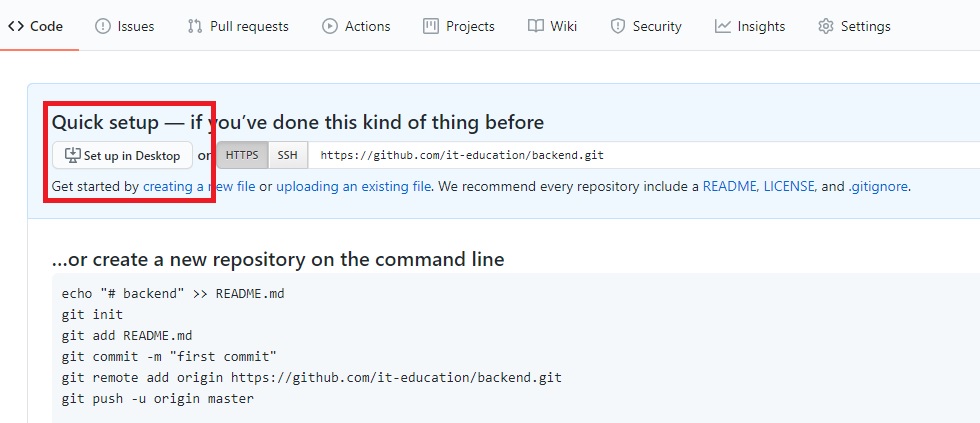 Code Issues Pull requests Actions Projects Wiki Security Insights Settings
Quick setup — if you’ve done this kind of thing before
Set up in Desktop or HTTPS SSH https://github.com/it-education/backend.git
Get started by creating a new file or uploading an existing file. We recommend every repository include a README, LICENSE, and .gitignore.
…or create a new repository on the command line
echo "# backend" >> README.md
git init
git add README.md
git commit -m "first commit"
git remote add origin https://github.com/it-education/backend.git
git push -u origin master